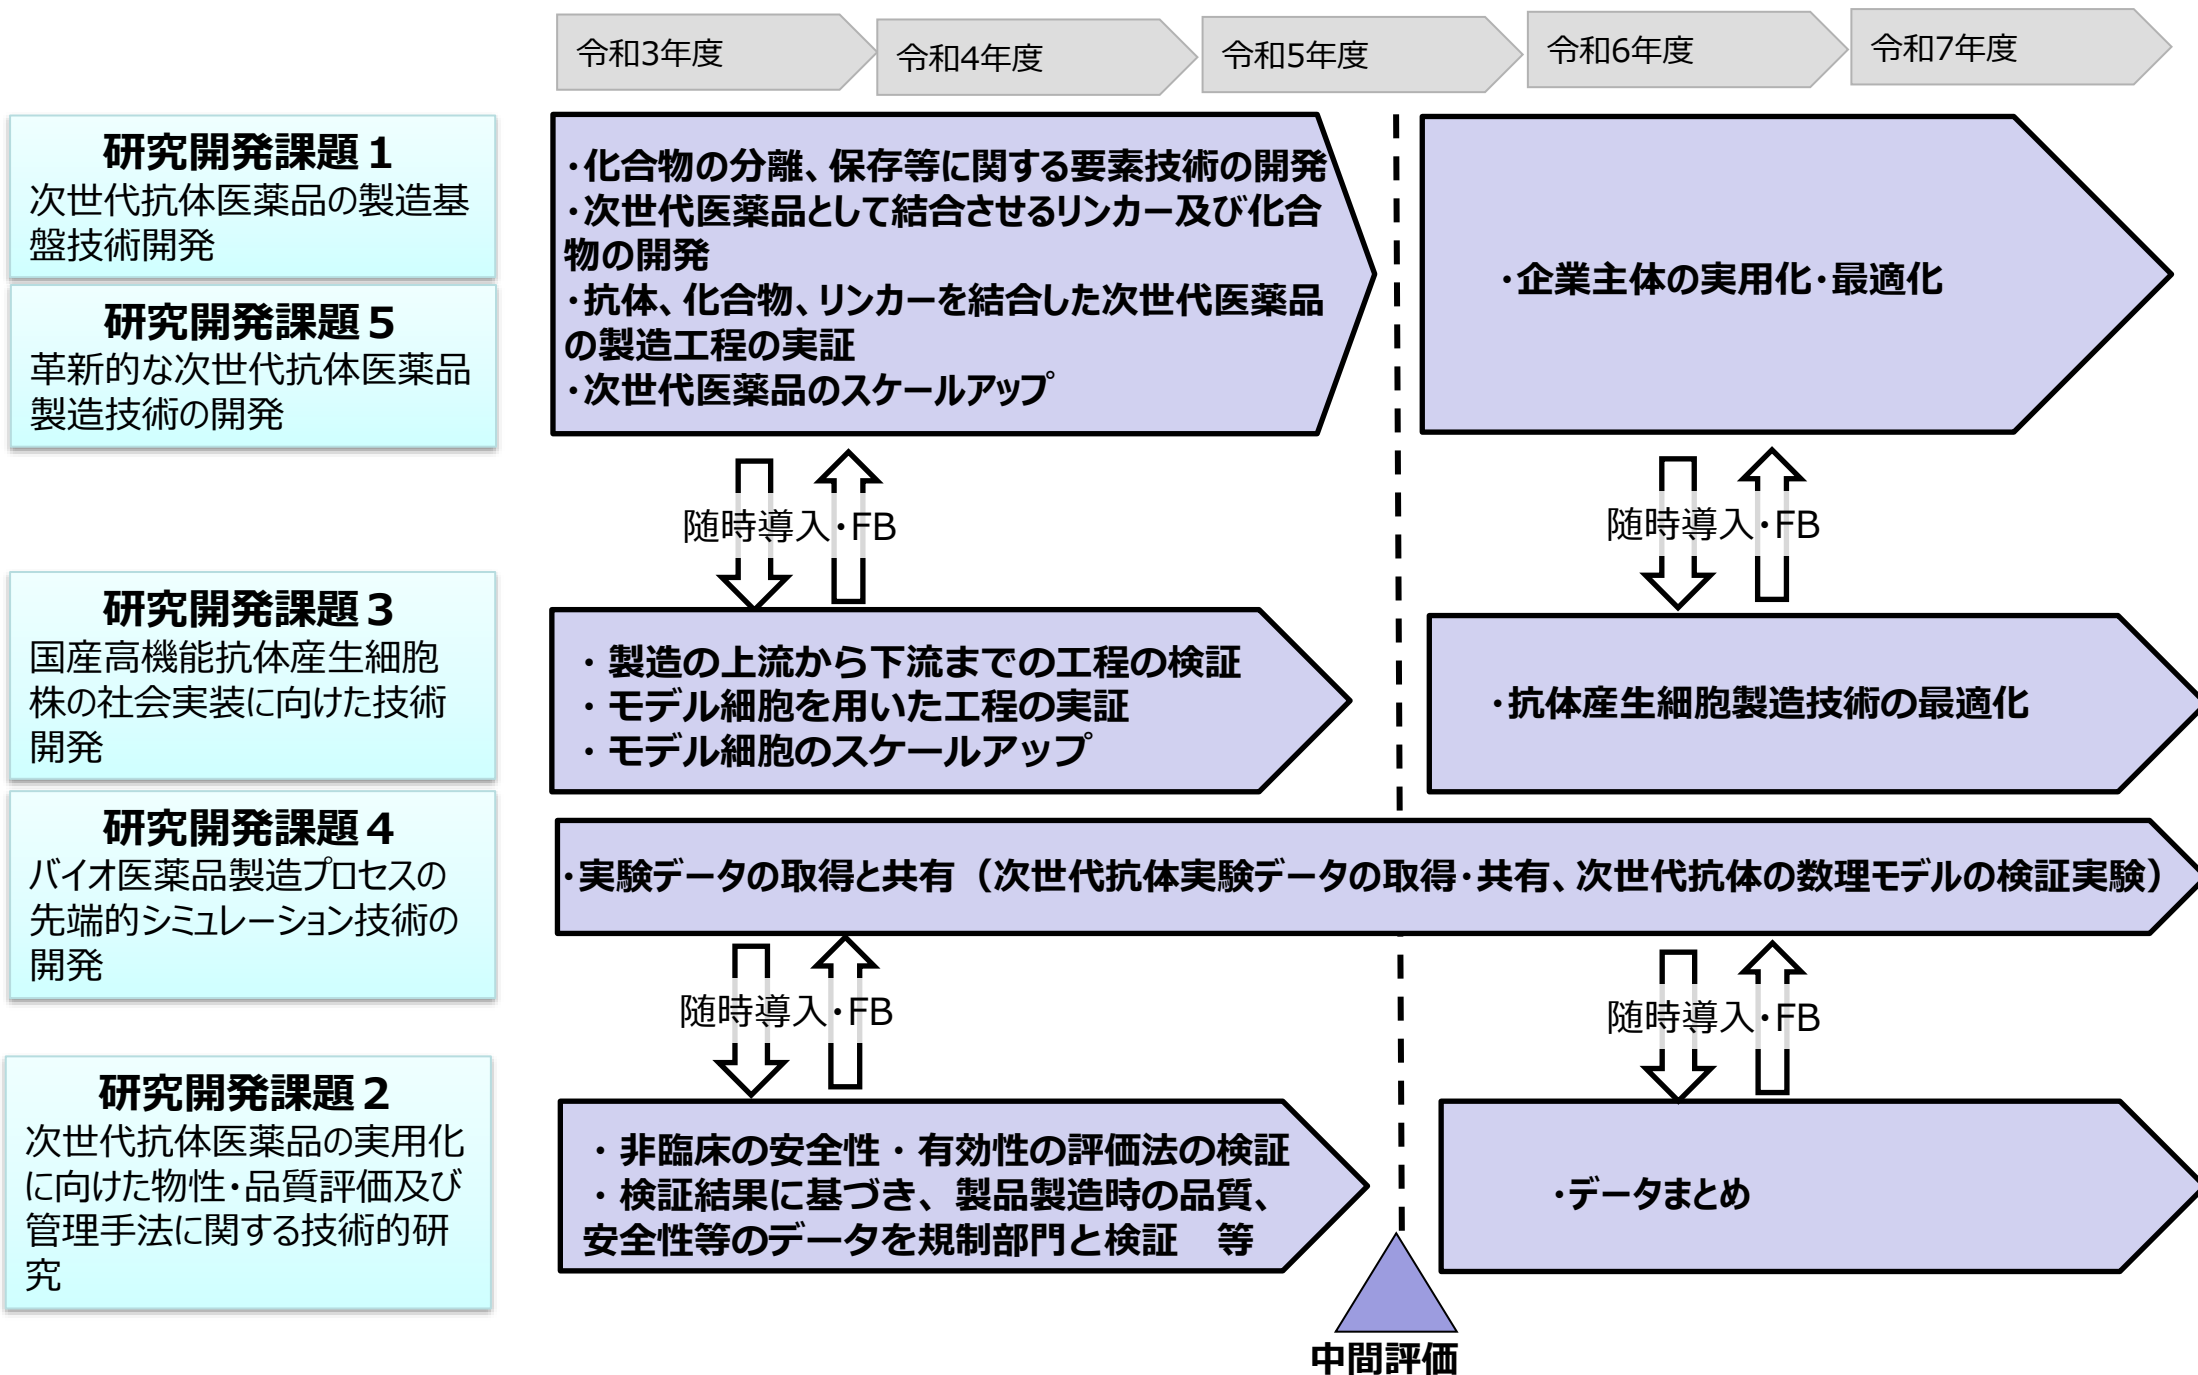 令和3年度
令和4年度
令和5年度
令和6年度
令和7年度
研究開発課題１
次世代抗体医薬品の製造基
盤技術開発
研究開発課題５
革新的な次世代抗体医薬品
製造技術の開発
・化合物の分離、保存等に関する要素技術の開発
・次世代医薬品として結合させるリンカー及び化合
物の開発
・抗体、化合物、リンカーを結合した次世代医薬品
の製造工程の実証
・次世代医薬品のスケールアップ
・企業主体の実用化・最適化
随時導入・FB
随時導入・FB
研究開発課題３
国産高機能抗体産生細胞
株の社会実装に向けた技術
開発
・製造の上流から下流までの工程の検証
・モデル細胞を用いた工程の実証
・モデル細胞のスケールアップ
・抗体産生細胞製造技術の最適化
研究開発課題４
バイオ医薬品製造プロセスの
先端的シミュレーション技術の
開発
・実験データの取得と共有（次世代抗体実験データの取得・共有、次世代抗体の数理モデルの検証実験）
随時導入・FB
随時導入・FB
研究開発課題２
次世代抗体医薬品の実用化
に向けた物性・品質評価及び
管理手法に関する技術的研
究
・非臨床の安全性・有効性の評価法の検証
・検証結果に基づき、製品製造時の品質、
安全性等のデータを規制部門と検証　等
・データまとめ
中間評価